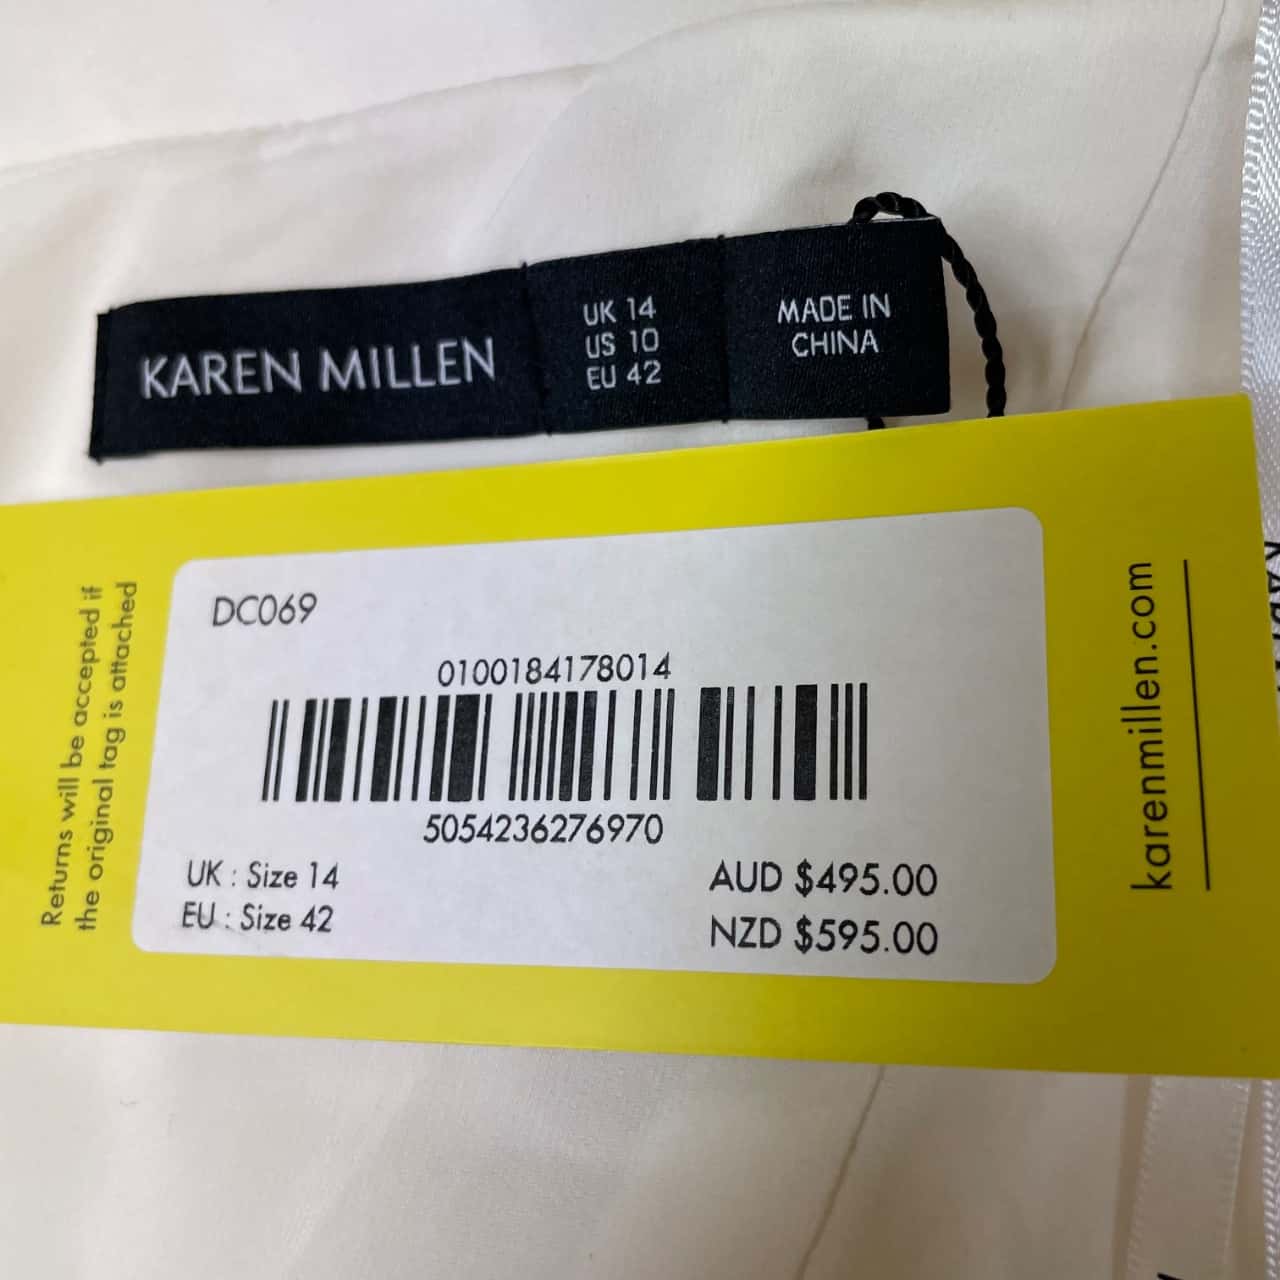 KAREN MILLEN
UK 14
US 10
EU 42
MADE IN
CHINA
Returns will be accepted if
the original tag is attached
DC069
0100184178014
5054236276970
UK : Size 14
EU : Size 42
AUD $495.00
NZD $595.00
karenmillen.com